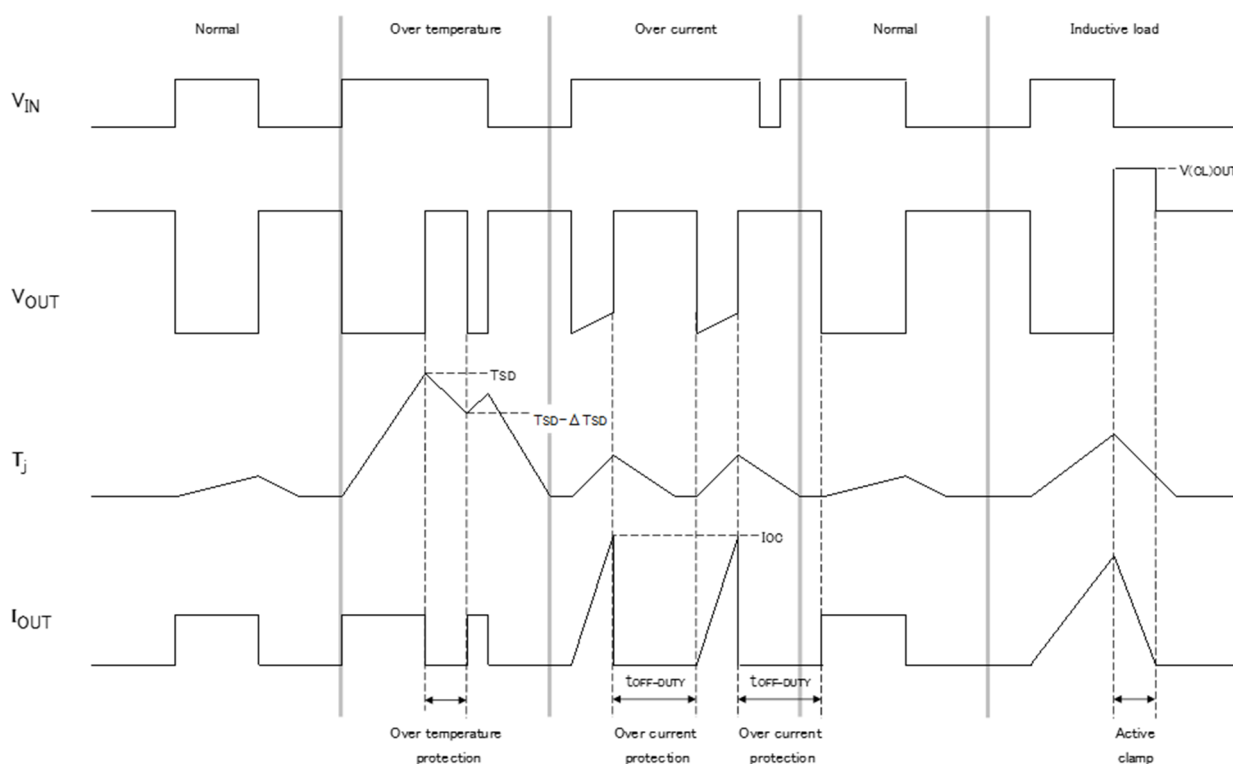 Normal
Over temperature
Over current
Normal
Inductive load
VIN
V(CL)OUT
VOUT
TSD
TSD-Δ TSD
Tj
IOC
IOUT
tOFF-DUTY
tOFF-DUTY
Over temperature
protection
Over current
protection
Over current
protection
Active
clamp